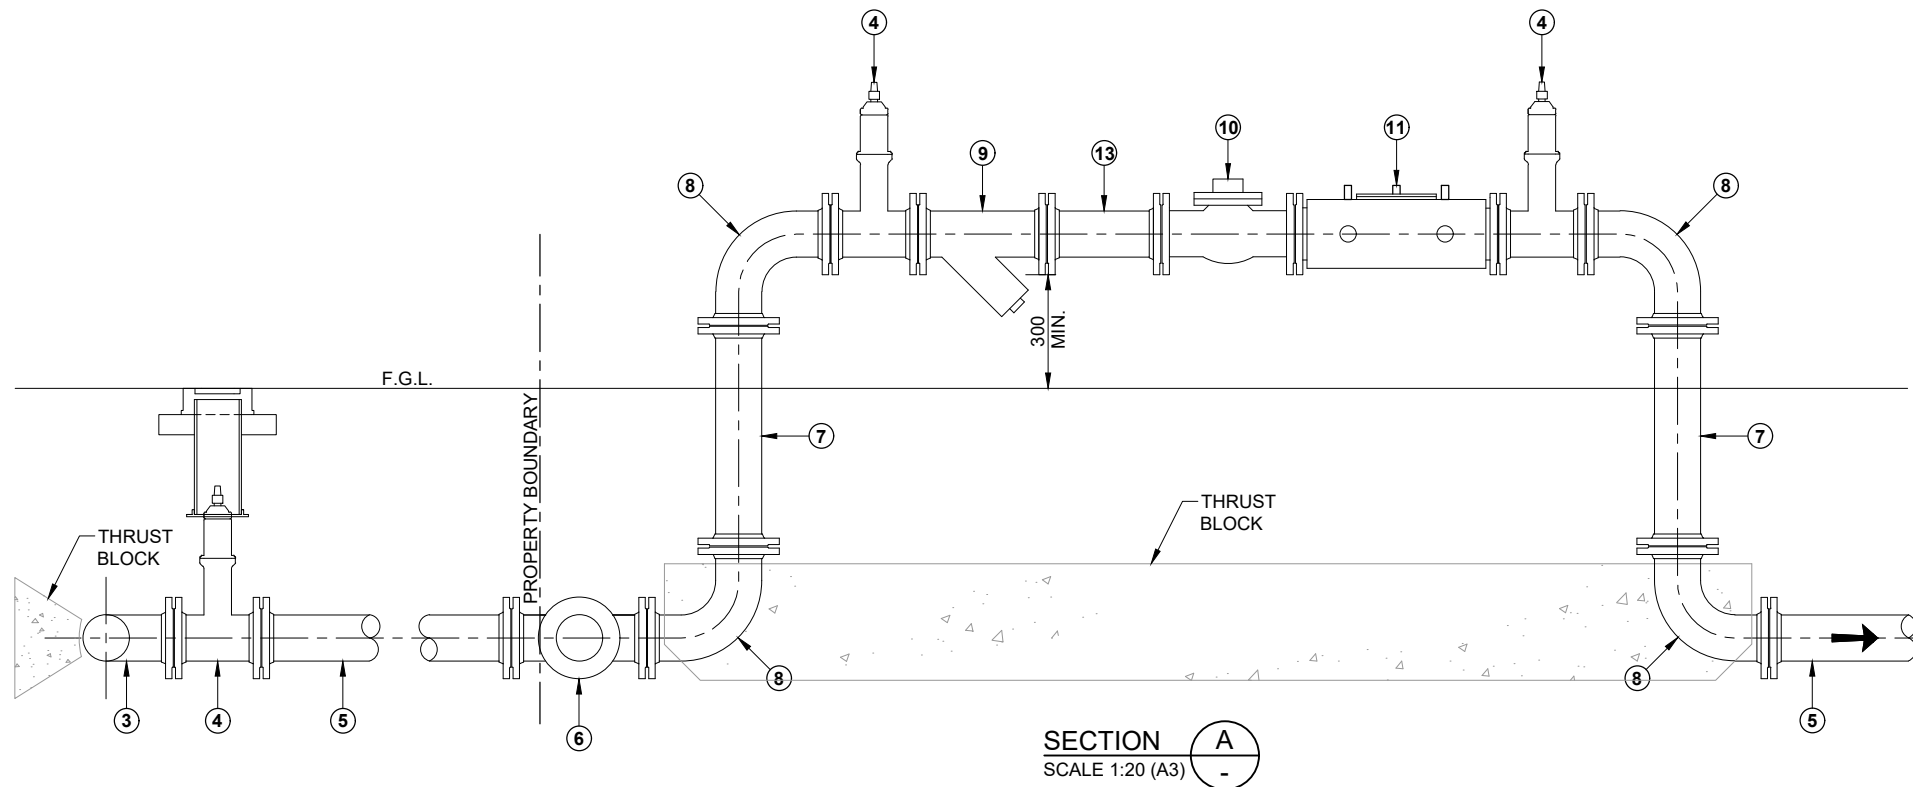 4
4
10
11
9
13
8
8
300
MIN.
F.G.L.
PROPERTY BOUNDARY
7
7
THRUST
BLOCK
THRUST
BLOCK
8
8
3
4
5
6
5
SECTION
A
SCALE 1:20 (A3)
-